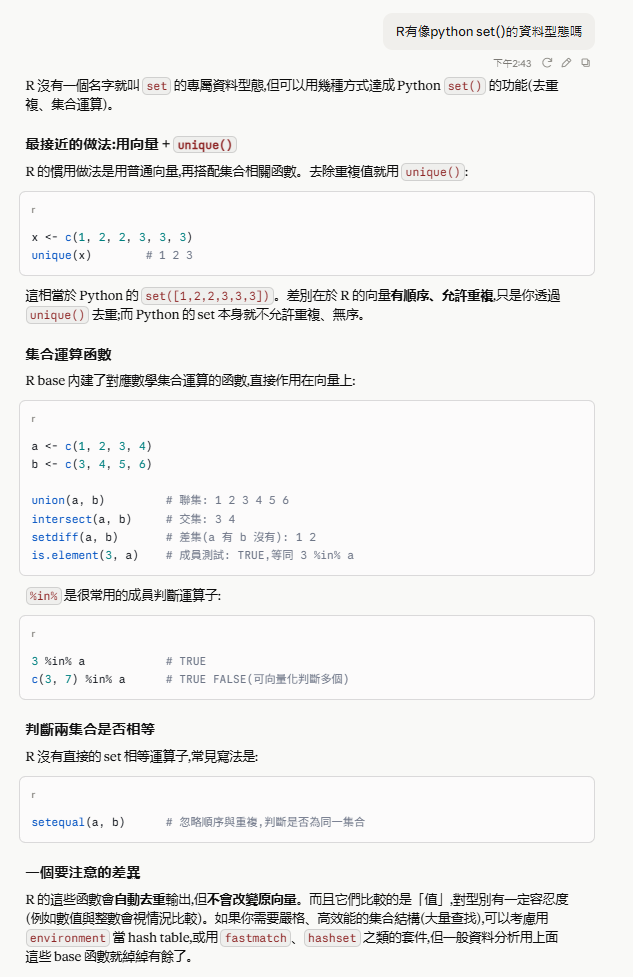 R有像python set()的資料型態嗎
下午2:43
R 沒有一個名字就叫 set 的專屬資料型態,但可以用幾種方式達成 Python set() 的功能(去重
複、集合運算)。
最接近的做法:用向量 + unique()
R 的慣用做法是用普通向量,再搭配集合相關函數。去除重複值就用 unique():
r
x <- c(1, 2, 2, 3, 3, 3)
unique(x)        # 1 2 3
這相當於 Python 的 set([1,2,2,3,3,3])。差別在於 R 的向量有順序、允許重複,只是你透過
unique() 去重;而 Python 的 set 本身就不允許重複、無序。
集合運算函數
R base 內建了對應數學集合運算的函數,直接作用在向量上:
r
a <- c(1, 2, 3, 4)
b <- c(3, 4, 5, 6)
union(a, b)         # 聯集: 1 2 3 4 5 6
intersect(a, b)     # 交集: 3 4
setdiff(a, b)       # 差集(a 有 b 沒有): 1 2
is.element(3, a)    # 成員測試: TRUE,等同 3 %in% a
%in% 是很常用的成員判斷運算子:
r
3 %in% a            # TRUE
c(3, 7) %in% a      # TRUE FALSE(可向量化判斷多個)
判斷兩集合是否相等
R 沒有直接的 set 相等運算子,常見寫法是:
r
setequal(a, b)      # 忽略順序與重複,判斷是否為同一集合
一個要注意的差異
R 的這些函數會自動去重輸出,但不會改變原向量。而且它們比較的是「值」,對型別有一定容忍度
(例如數值與整數會視情況比較)。如果你需要嚴格、高效能的集合結構(大量查找),可以考慮用
environment 當 hash table,或用 fastmatch、hashset 之類的套件,但一般資料分析用上面
這些 base 函數就綽綽有餘了。